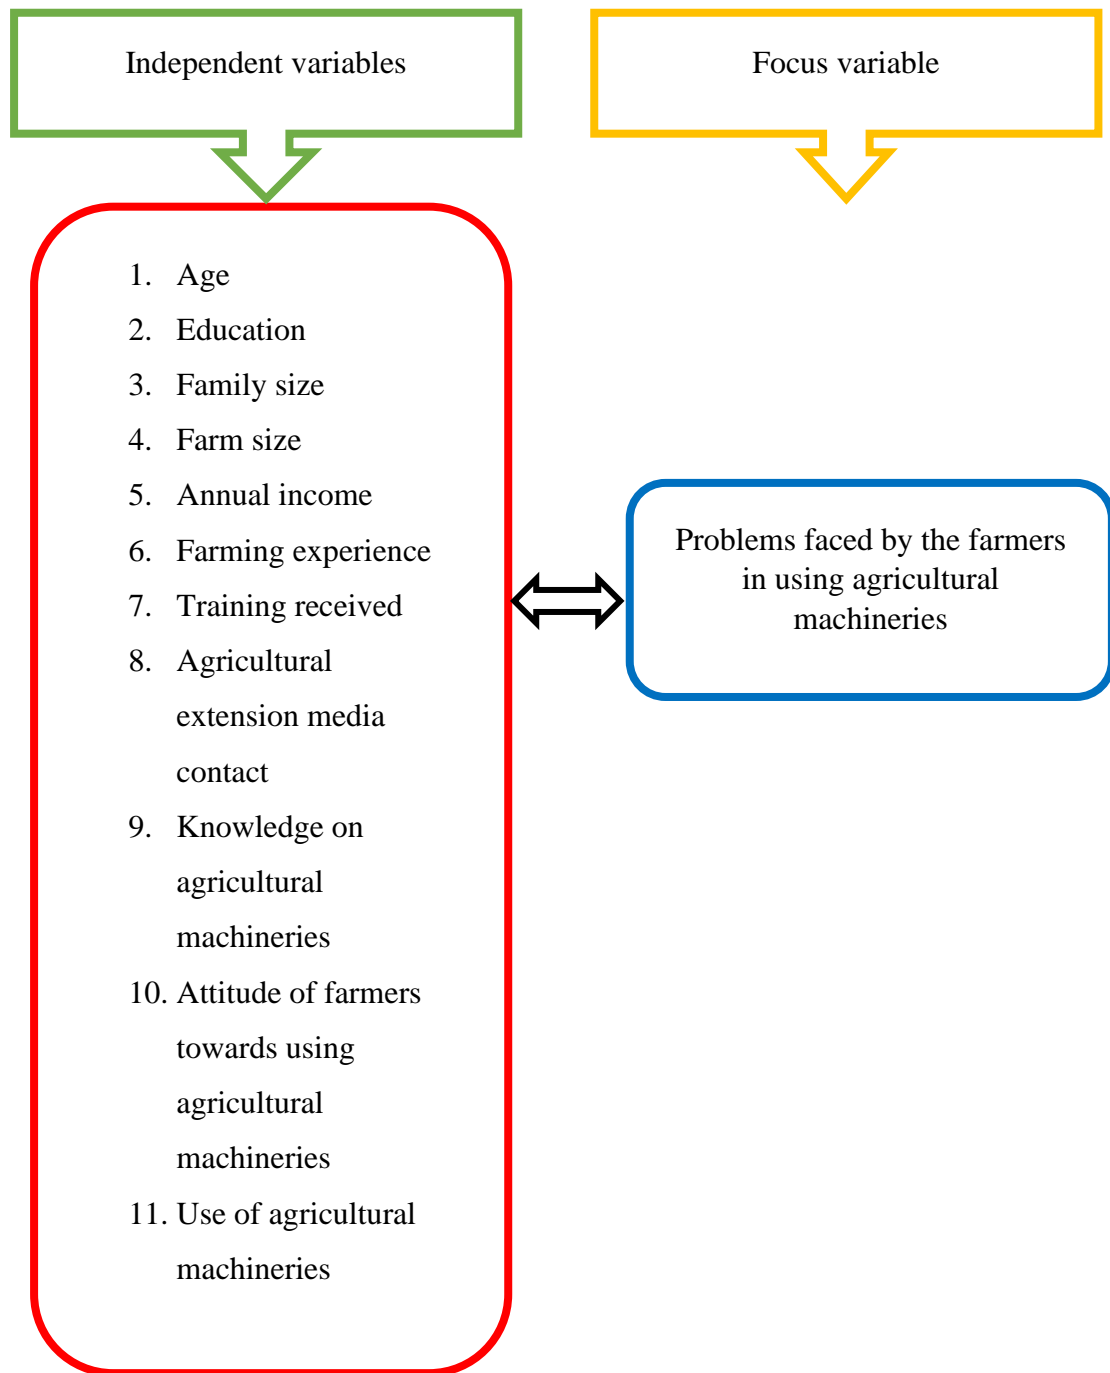 Independent variables
Focus variable
1. Age
2. Education
3. Family size
4. Farm size
5. Annual income
6. Farming experience
7. Training received
8. Agricultural
extension media
contact
9. Knowledge on
agricultural
machineries
10. Attitude of farmers
towards using
agricultural
machineries
11. Use of agricultural
machineries
Problems faced by the farmers
in using agricultural
machineries